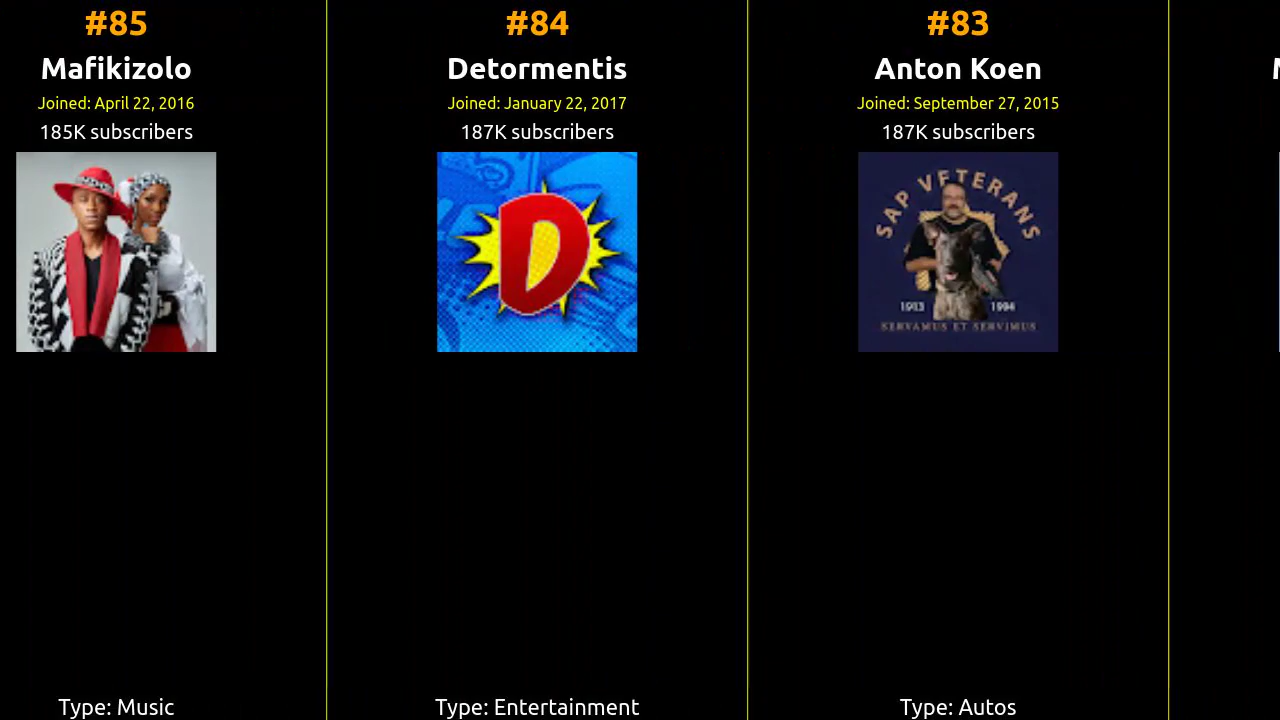 #85
Mafikizolo
Joined: April 22, 2016
185K subscribers
Type: Music
#84
Detormentis
Joined: January 22, 2017
187K subscribers
D
Type: Entertainment
#83
Anton Koen
Joined: September 27, 2015
187K subscribers
SAP VETERANS
1913 1994
SERVAMUS ET SERVIMUS
Type: Autos